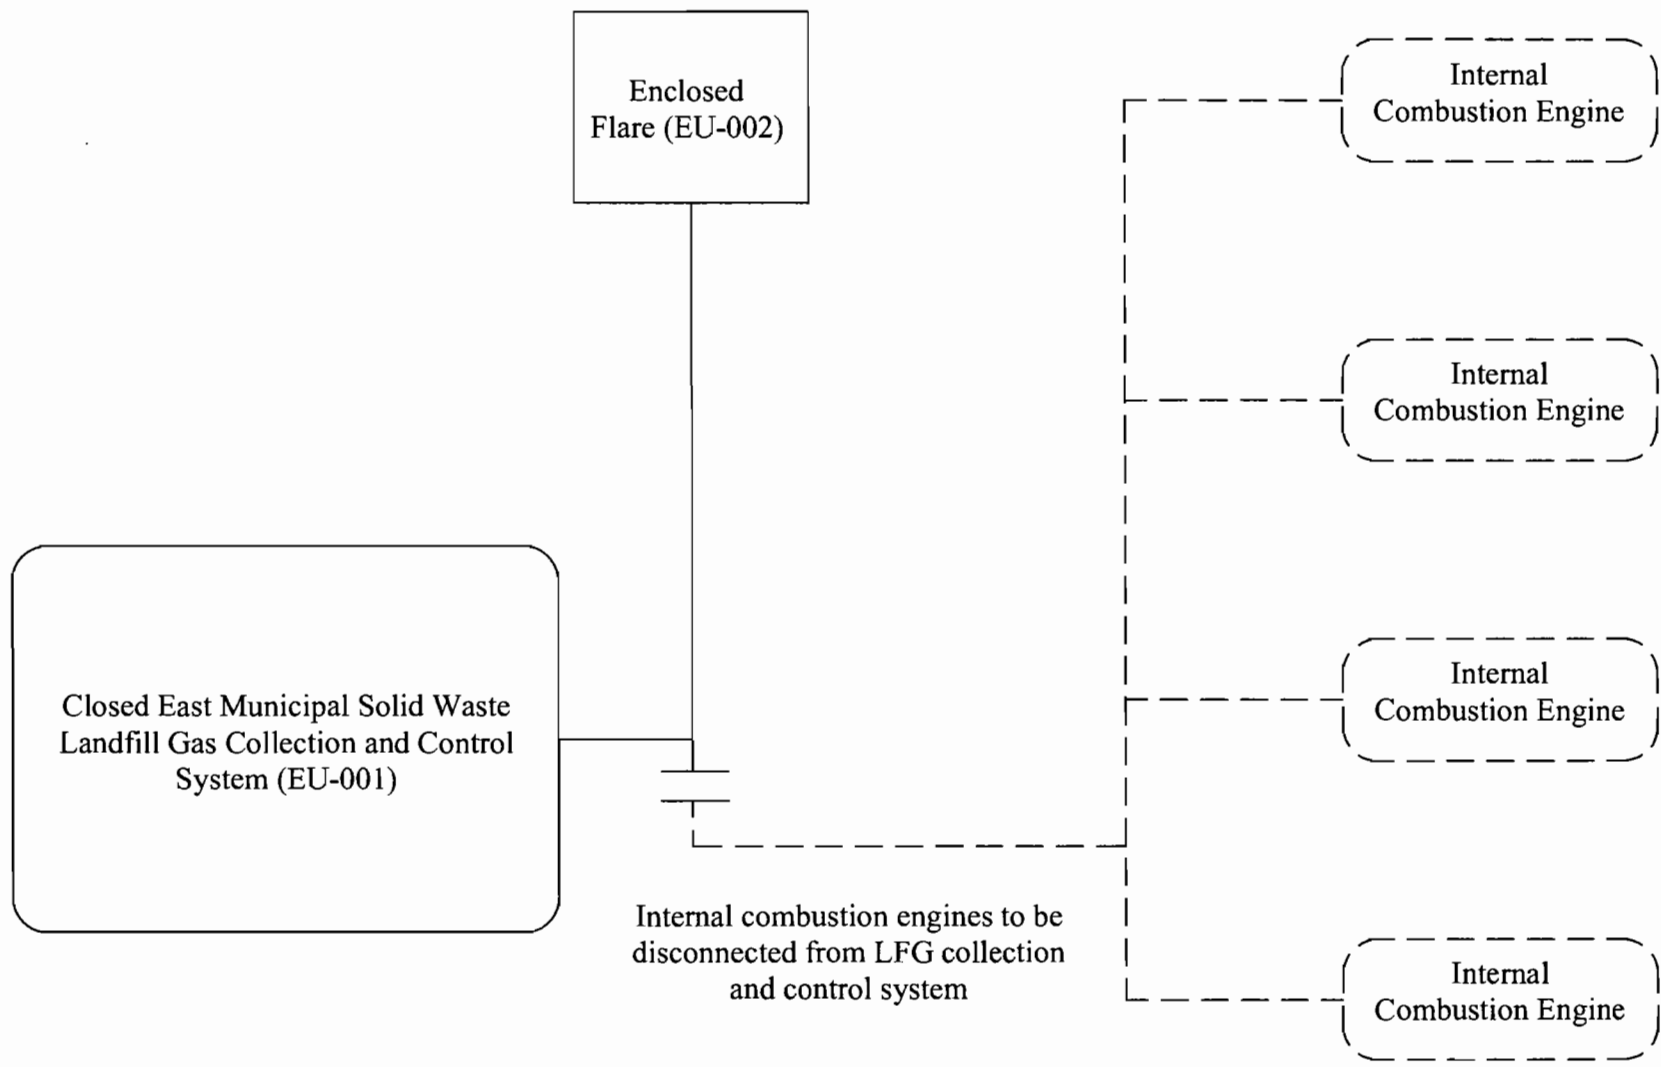 Enclosed
Flare (EU-002)
Internal
Combustion Engine
Internal
Combustion Engine
Closed East Municipal Solid Waste
Landfill Gas Collection and Control
System (EU-001)
Internal
Combustion Engine
Internal combustion engines to be
disconnected from LFG collection
and control system
Internal
Combustion Engine